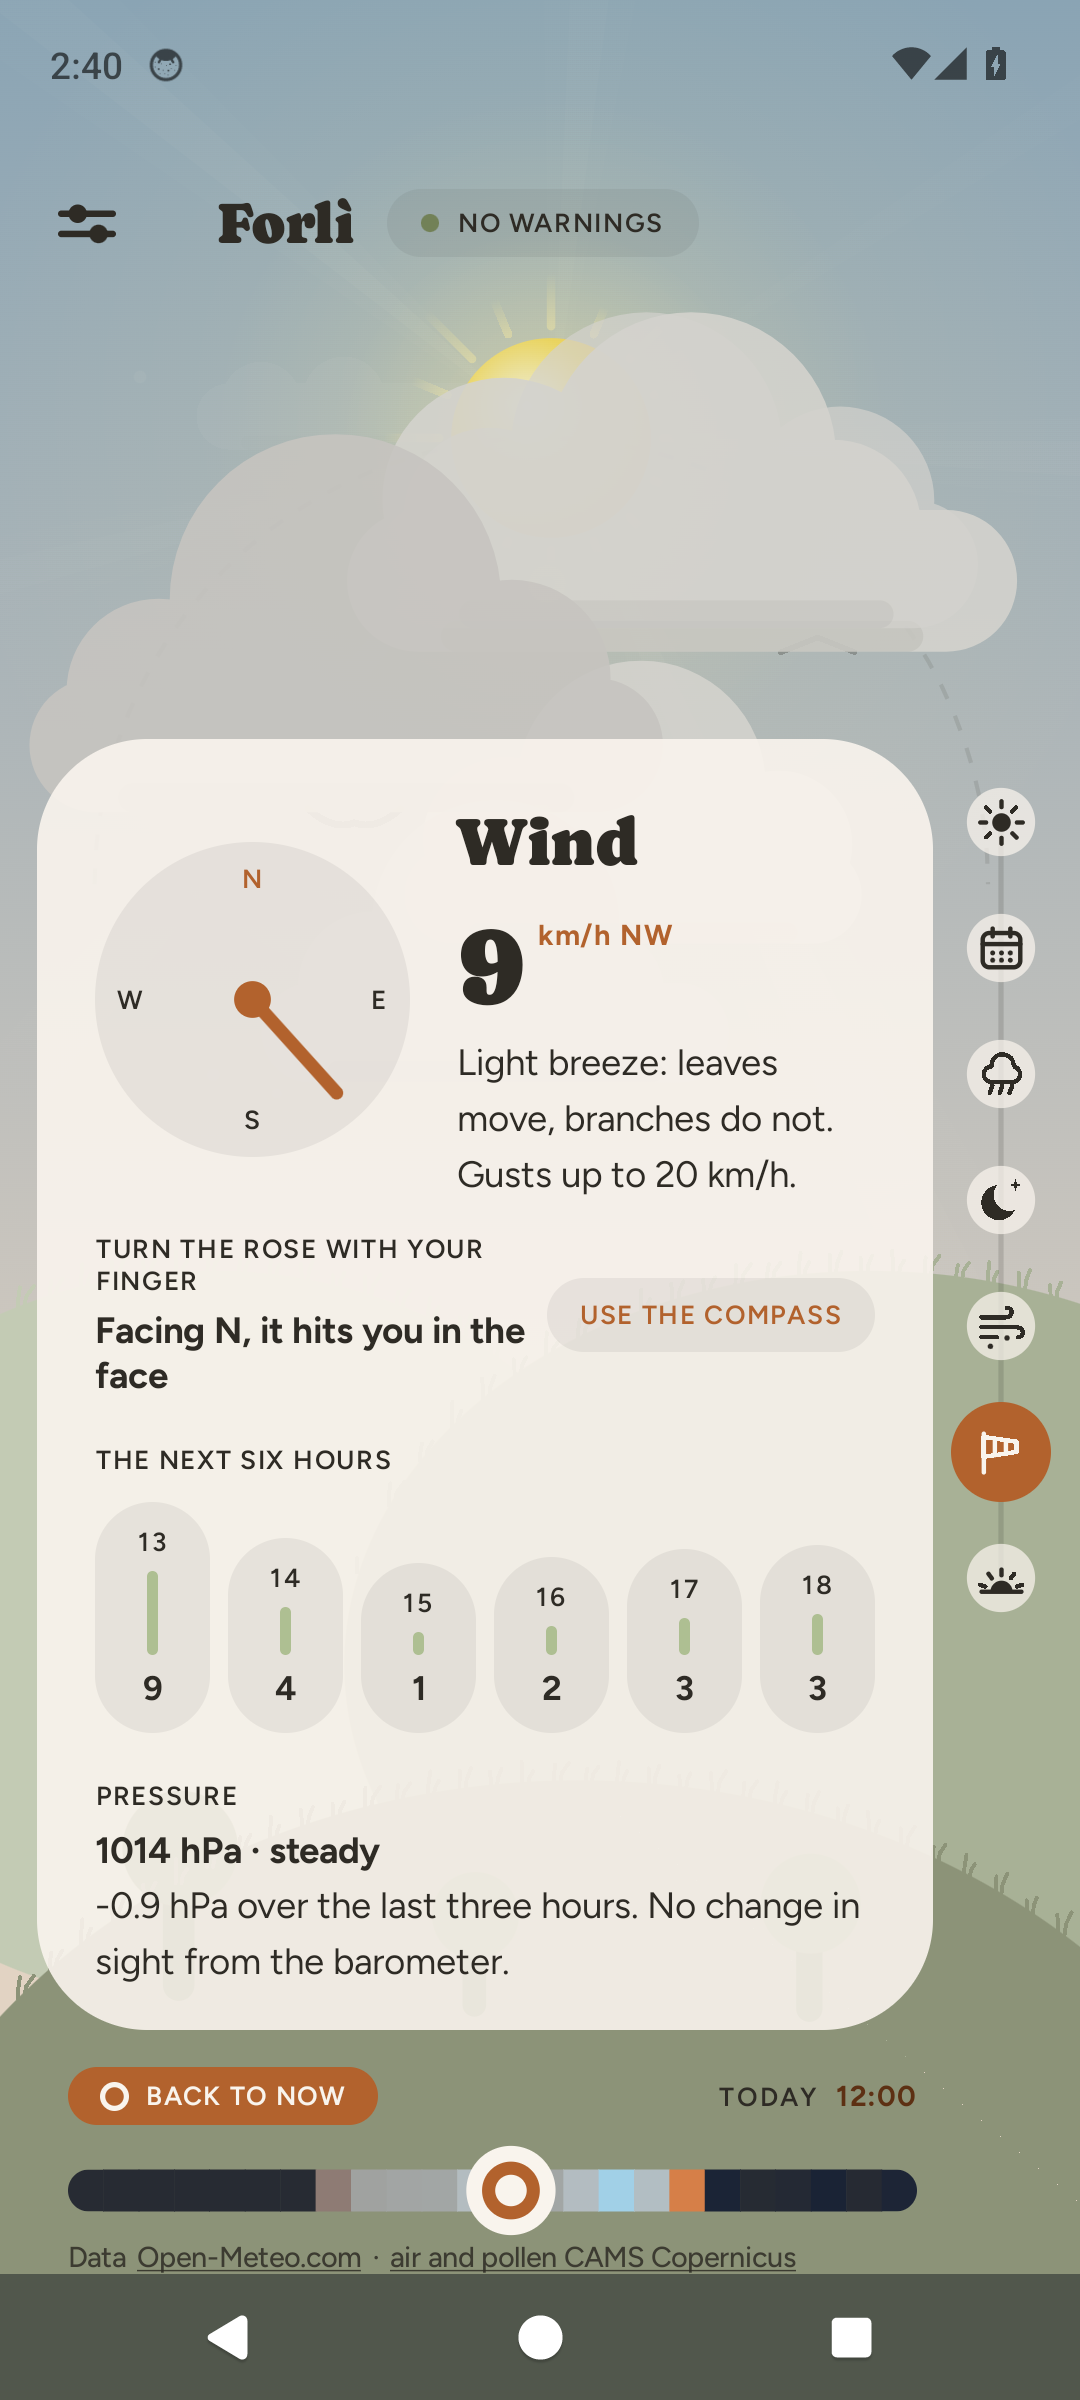 2:40
Forlì
NO WARNINGS
Wind
9 km/h NW
Light breeze: leaves
move, branches do not.
Gusts up to 20 km/h.
N
W
E
S
TURN THE ROSE WITH YOUR
FINGER
Facing N, it hits you in the
face
USE THE COMPASS
THE NEXT SIX HOURS
13 14 15 16 17 18
9 4 1 2 3 3
PRESSURE
1014 hPa · steady
-0.9 hPa over the last three hours. No change in
sight from the barometer.
BACK TO NOW
TODAY 12:00
Data Open-Meteo.com · air and pollen CAMS Copernicus